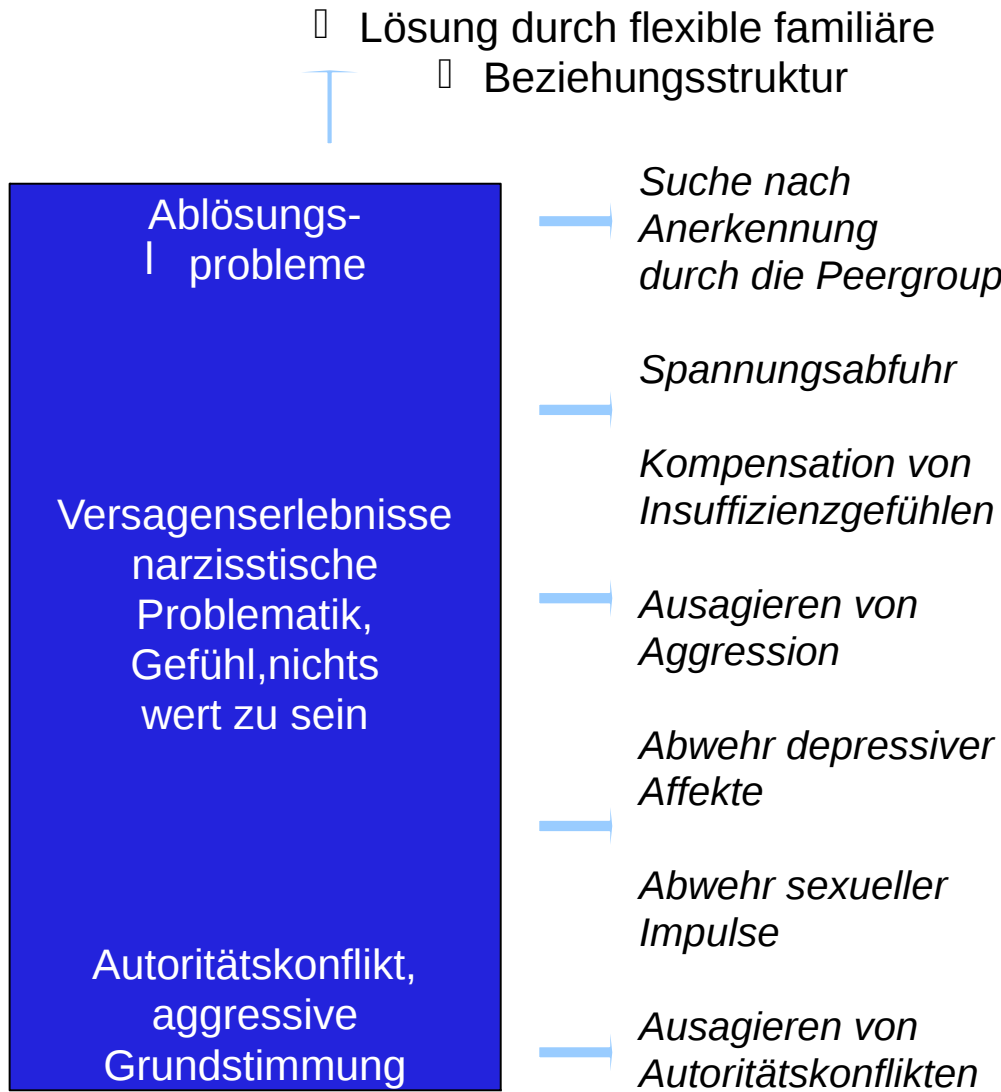 Lösung durch flexible familiäre
Beziehungsstruktur
Ablösungs-
l probleme
Versagenserlebnisse
narzisstische
Problematik,
Gefühl,nichts
wert zu sein
Autoritätskonflikt,
aggressive
Grundstimmung
Suche nach
Anerkennung
durch die Peergroup
Spannungsabfuhr
Kompensation von
Insuffizienzgefühlen
Ausagieren von
Aggression
Abwehr depressiver
Affekte
Abwehr sexueller
Impulse
Ausagieren von
Autoritätskonflikten